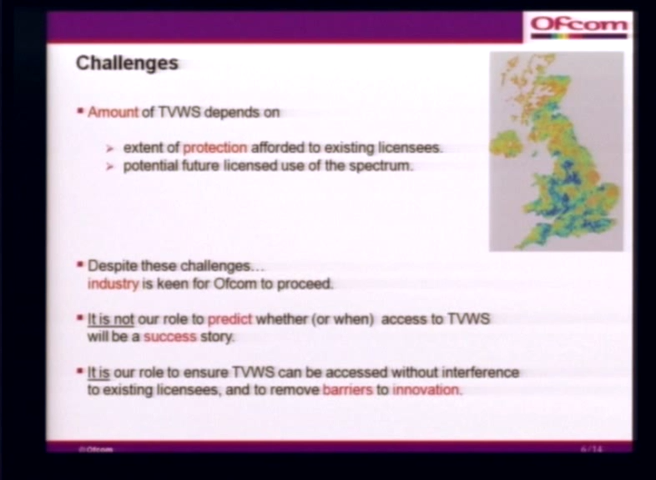 Ofcom
Challenges
Amount of TVWS depends on
extent of protection afforded to existing licensees.
potential future licensed use of the spectrum.
Despite these challenges…
industry is keen for Ofcom to proceed.
It is not our role to predict whether (or when) access to TVWS
will be a success story.
It is our role to ensure TVWS can be accessed without interference
to existing licensees, and to remove barriers to innovation.
© Ofcom
6/14